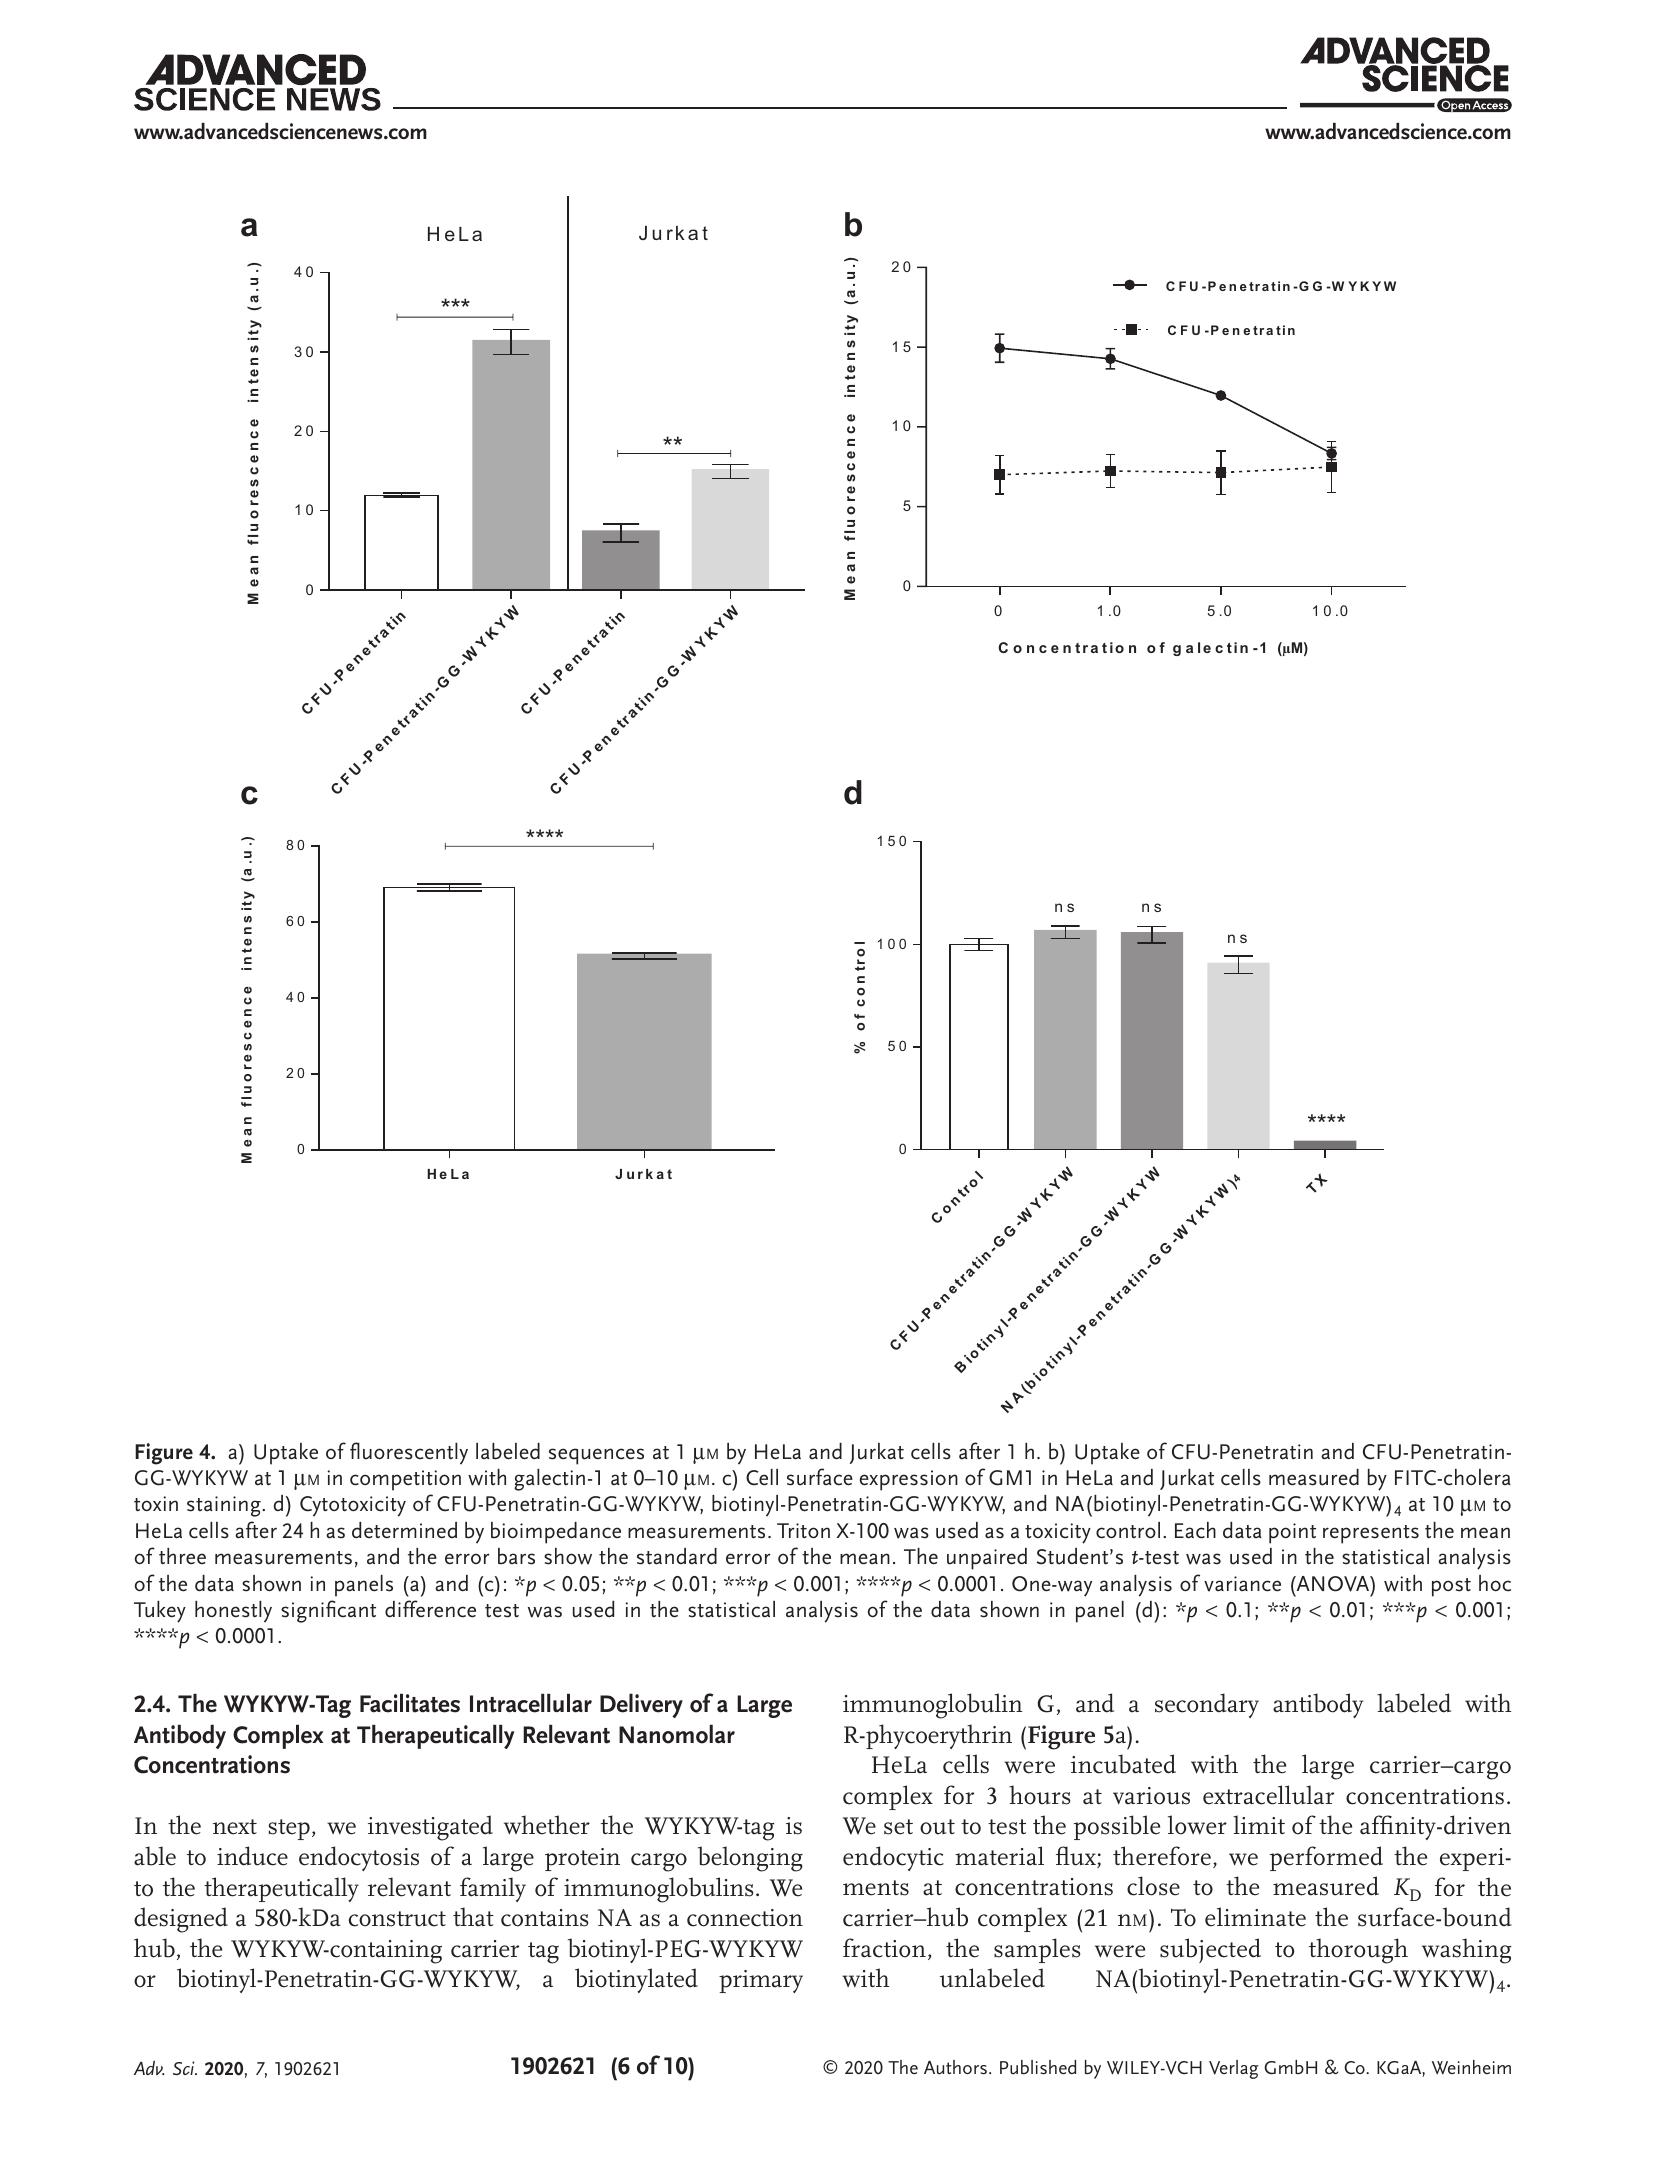 ADVANCED
SCIENCE NEWS
www.advancedsciencenews.com
ADVANCED
SCIENCE
Open Access
www.advancedscience.com
a
HeLa
Jurkat
Mean fluorescence intensity (a.u.)
40
30
20
10
0
***
**
CFU-Penetratin
CFU-Penetratin-GG-WYKYW
CFU-Penetratin
CFU-Penetratin-GG-WYKYW
b
Mean fluorescence intensity (a.u.)
20
15
10
5
0
CFU-Penetratin-GG-WYKYW
CFU-Penetratin
0 1.0 5.0 10.0
Concentration of galectin-1 (μM)
c
Mean fluorescence intensity (a.u.)
80
60
40
20
0
****
HeLa Jurkat
d
% of control
150
100
50
0
ns
ns
ns
****
Control
CFU-Penetratin-GG-WYKYW
Biotinyl-Penetratin-GG-WYKYW
NA(biotinyl-Penetratin-GG-WYKYW)4
TX
Figure 4. a) Uptake of fluorescently labeled sequences at 1 μM by HeLa and Jurkat cells after 1 h. b) Uptake of CFU-Penetratin and CFU-Penetratin-
GG-WYKYW at 1 μM in competition with galectin-1 at 0–10 μM. c) Cell surface expression of GM1 in HeLa and Jurkat cells measured by FITC-cholera
toxin staining. d) Cytotoxicity of CFU-Penetratin-GG-WYKYW, biotinyl-Penetratin-GG-WYKYW, and NA(biotinyl-Penetratin-GG-WYKYW)4 at 10 μM to
HeLa cells after 24 h as determined by bioimpedance measurements. Triton X-100 was used as a toxicity control. Each data point represents the mean
of three measurements, and the error bars show the standard error of the mean. The unpaired Student's t-test was used in the statistical analysis
of the data shown in panels (a) and (c): *p < 0.05; **p < 0.01; ***p < 0.001; ****p < 0.0001. One-way analysis of variance (ANOVA) with post hoc
Tukey honestly significant difference test was used in the statistical analysis of the data shown in panel (d): *p < 0.1; **p < 0.01; ***p < 0.001;
****p < 0.0001.
2.4. The WYKYW-Tag Facilitates Intracellular Delivery of a Large
Antibody Complex at Therapeutically Relevant Nanomolar
Concentrations
In the next step, we investigated whether the WYKYW-tag is
able to induce endocytosis of a large protein cargo belonging
to the therapeutically relevant family of immunoglobulins. We
designed a 580-kDa construct that contains NA as a connection
hub, the WYKYW-containing carrier tag biotinyl-PEG-WYKYW
or biotinyl-Penetratin-GG-WYKYW, a biotinylated primary
immunoglobulin G, and a secondary antibody labeled with
R-phycoerythrin (Figure 5a).
HeLa cells were incubated with the large carrier–cargo
complex for 3 hours at various extracellular concentrations.
We set out to test the possible lower limit of the affinity-driven
endocytic material flux; therefore, we performed the experi-
ments at concentrations close to the measured KD for the
carrier–hub complex (21 nM). To eliminate the surface-bound
fraction, the samples were subjected to thorough washing
with unlabeled NA(biotinyl-Penetratin-GG-WYKYW)4.
Adv. Sci. 2020, 7, 1902621
1902621 (6 of 10)
© 2020 The Authors. Published by WILEY-VCH Verlag GmbH & Co. KGaA, Weinheim